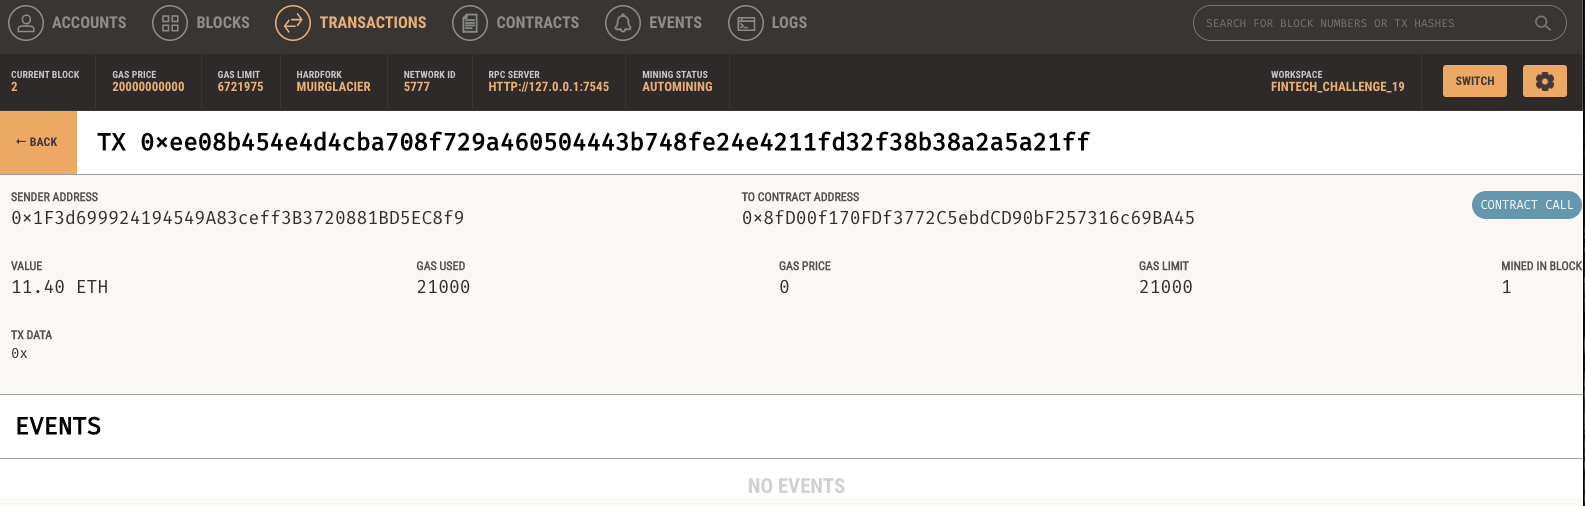 ACCOUNTS BLOCKS TRANSACTIONS CONTRACTS EVENTS LOGS SEARCH FOR BLOCK NUMBERS OR TX HASHES
CURRENT BLOCK GAS PRICE GAS LIMIT HARDFORK NETWORK ID RPC SERVER MINING STATUS WORKSPACE
2 20000000000 6721975 MUIRGLACIER 5777 HTTP://127.0.0.1:7545 AUTOMINING FINTECH_CHALLENGE_19 SWITCH
← BACK TX 0×ee08b454e4d4cba708f729a460504443b748fe24e4211fd32f38b38a2a5a21ff
SENDER ADDRESS TO CONTRACT ADDRESS
0×1F3d699924194549A83ceff3B3720881BD5EC8f9 0×8fD00f170FDf3772C5ebdCD90bF257316c69BA45 CONTRACT CALL
VALUE GAS USED GAS PRICE GAS LIMIT MINED IN BLOCK
11.40 ETH 21000 0 21000 1
TX DATA
0x
EVENTS
NO EVENTS